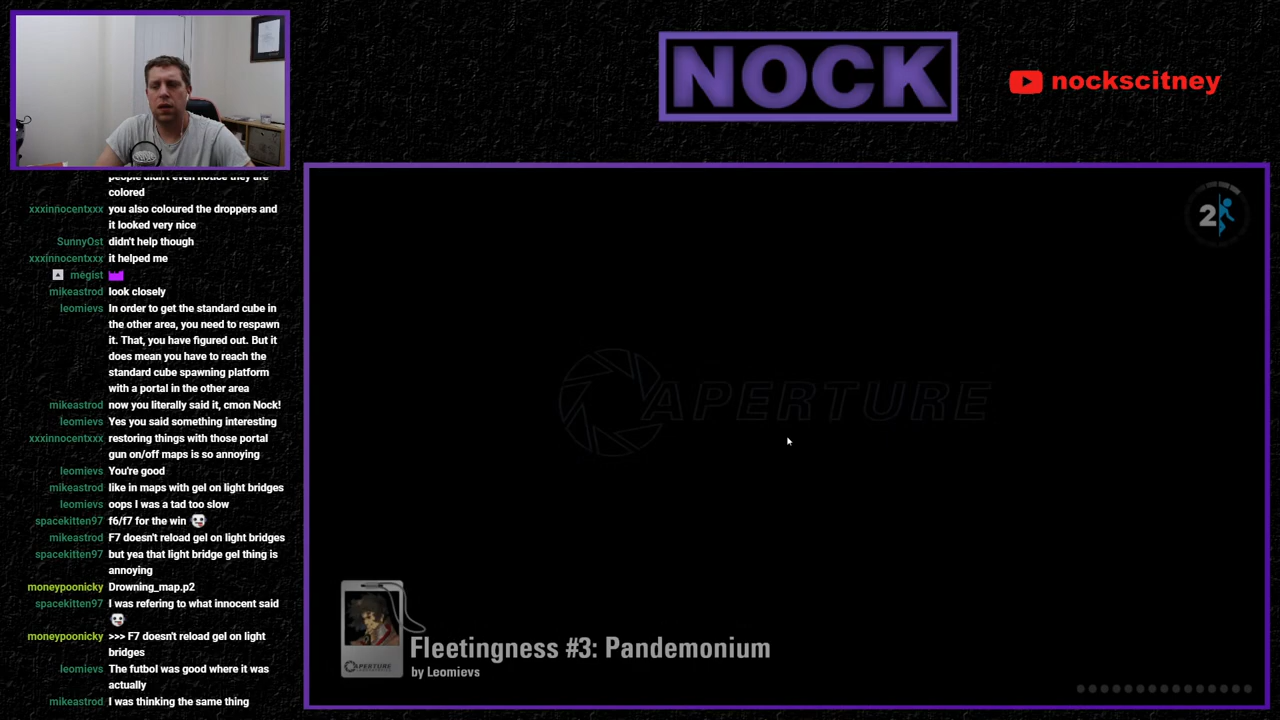 NOCK
nockscitney
people didn't even notice they are
colored
xxxinnocentxxx you also coloured the droppers and
it looked very nice
SunnyOst didn't help though
xxxinnocentxxx it helped me
megist
mikeastrod look closely
leomievs In order to get the standard cube in
the other area, you need to respawn
it. That, you have figured out. But it
does mean you have to reach the
standard cube spawning platform
with a portal in the other area
mikeastrod now you literally said it, cmon Nock!
leomievs Yes you said something interesting
xxxinnocentxxx restoring things with those portal
gun on/off maps is so annoying
leomievs You're good
mikeastrod like in maps with gel on light bridges
leomievs oops I was a tad too slow
spacekitten97 f6/f7 for the win
mikeastrod F7 doesn't reload gel on light bridges
spacekitten97 but yea that light bridge gel thing is
annoying
moneypoonicky Drowning_map.p2
spacekitten97 I was refering to what innocent said
moneypoonicky >>> F7 doesn't reload gel on light
bridges
leomievs The futbol was good where it was
actually
mikeastrod I was thinking the same thing
2
APERTURE
APERTURE
Fleetingness #3: Pandemonium
by Leomievs